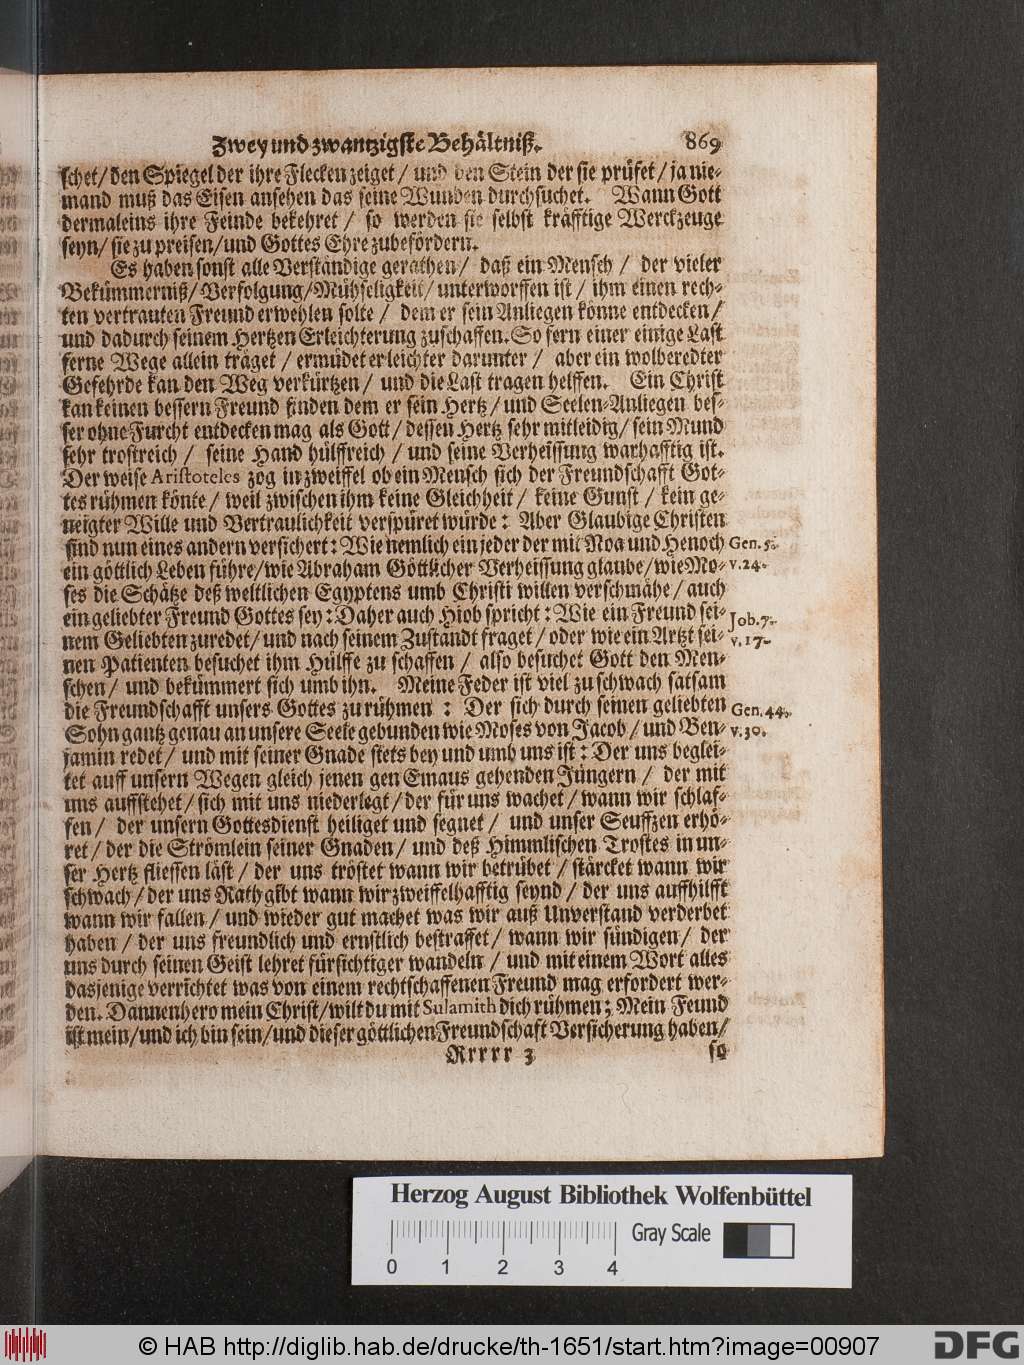 Zwey und zwantzigste Behältniß. 869
schet/ den Spiegel der ihre Flecken zeiget / und den Stein der sie prüfet / ja nie-
mand muß das Eisen ansehen das seine Wunden durchsuchet. Wann Gott
dermaleins ihre Feinde bekehret / so werden sie selbst kräfftige Werckzeuge
seyn/ sie zu preisen/und Gottes Ehre zubefördern.
Es haben sonst alle Verständige gerathen/ daß ein Mensch / der vieler
Bekümmerniß/ Verfolgung/Mühseligkeit/ unterworffen ist / ihm einen rech-
ten vertrauten Freund erwehlen solte / dem er sein Anliegen könne entdecken/
und dadurch seinem Hertzen Erleichterung zuschaffen. So fern einer einige Last
ferne Wege allein träget / ermüdet er leichter darunter / aber ein wolberedter
Gefehrde kan den Weg verkürtzen / und die Last tragen helffen. Ein Christ
kan keinen bessern Freund finden dem er sein Hertz / und Seelen-Anliegen bes-
ser ohne Furcht entdecken mag als Gott/ dessen Hertz sehr mitleidig/ sein Mund
sehr trostreich / seine Hand hülffreich / und seine Verheissung warhafftig ist.
Der weise Aristoteles zog in zweiffel ob ein Mensch sich der Freundschafft Got-
tes rühmen könte / weil zwischen ihm keine Gleichheit / keine Gunst / kein ge-
neigter Wille und Vertraulichkeit verspüret würde: Aber Glaubige Christen
sind nun eines andern versichert: Wie nemlich ein jeder der mit Noa und Henoch
Gen. 5.
ein göttlich Leben führe/wie Abraham Göttlicher Verheissung glaube/ wie Mo-
v. 24.
ses die Schätze deß weltlichen Egyptens umb Christi willen verschmähe / auch
ein geliebter Freund Gottes sey: Daher auch Hiob spricht: Wie ein Freund sei-
Job. 7.
nem Geliebten zuredet/ und nach seinem Zustandt fraget / oder wie ein Artzt sei-
v. 17.
nen Patienten besuchet ihm Hülffe zu schaffen / also besuchet Gott den Men-
schen/ und bekümmert sich umb ihn. Meine Feder ist viel zu schwach satsam
die Freundschafft unsers Gottes zu rühmen : Der sich durch seinen geliebten
Gen. 44.
Sohn gantz genau an unsere Seele gebunden wie Moses von Jacob / und Ben-
v. 30.
jamin redet/ und mit seiner Gnade stets bey und umb uns ist: Der uns beglei-
tet auff unsern Wegen gleich jenen gen Emaus gehenden Jüngern / der mit
uns auffstehet / sich mit uns niederlegt / der für uns wachet / wann wir schlaf-
fen / der unsern Gottesdienst heiliget und segnet / und unser Seuffzen erhö-
ret / der die Strömlein seiner Gnaden / und deß Himmlischen Trostes in un-
ser Hertz fliessen läst / der uns tröstet wann wir betrübet / stärcket wann wir
schwach / der uns Rath gibt wann wir zweiffelhafftig seynd / der uns auffhilfft
wann wir fallen / und wieder gut machet was wir auß Unverstand verderbet
haben / der uns freundlich und ernstlich bestraffet / wann wir sündigen / der
uns durch seinen Geist lehret fürsichtiger wandeln / und mit einem Wort alles
dasjenige verrichtet was von einem rechtschaffenen Freund mag erfordert wer-
den. Dannenhero mein Christ/ wilt du mit Sulamith dich rühmen; Mein Feund
ist mein/und ich bin sein/und dieser göttlichen Freundschaft Versicherung haben/
Rrrrr 3 so
Herzog August Bibliothek Wolfenbüttel
Gray Scale
0 1 2 3 4
© HAB http://diglib.hab.de/drucke/th-1651/start.htm?image=00907
DFG